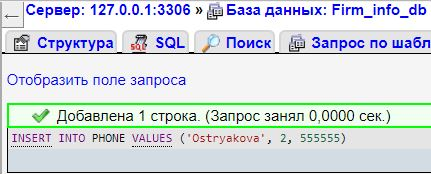 Сервер: 127.0.0.1:3306 » База данных: Firm_info_db
Структура SQL Поиск Запрос по шабл
Отобразить поле запроса
Добавлена 1 строка. (Запрос занял 0,0000 сек.)
INSERT INTO PHONE VALUES ('Ostryakova', 2, 555555)